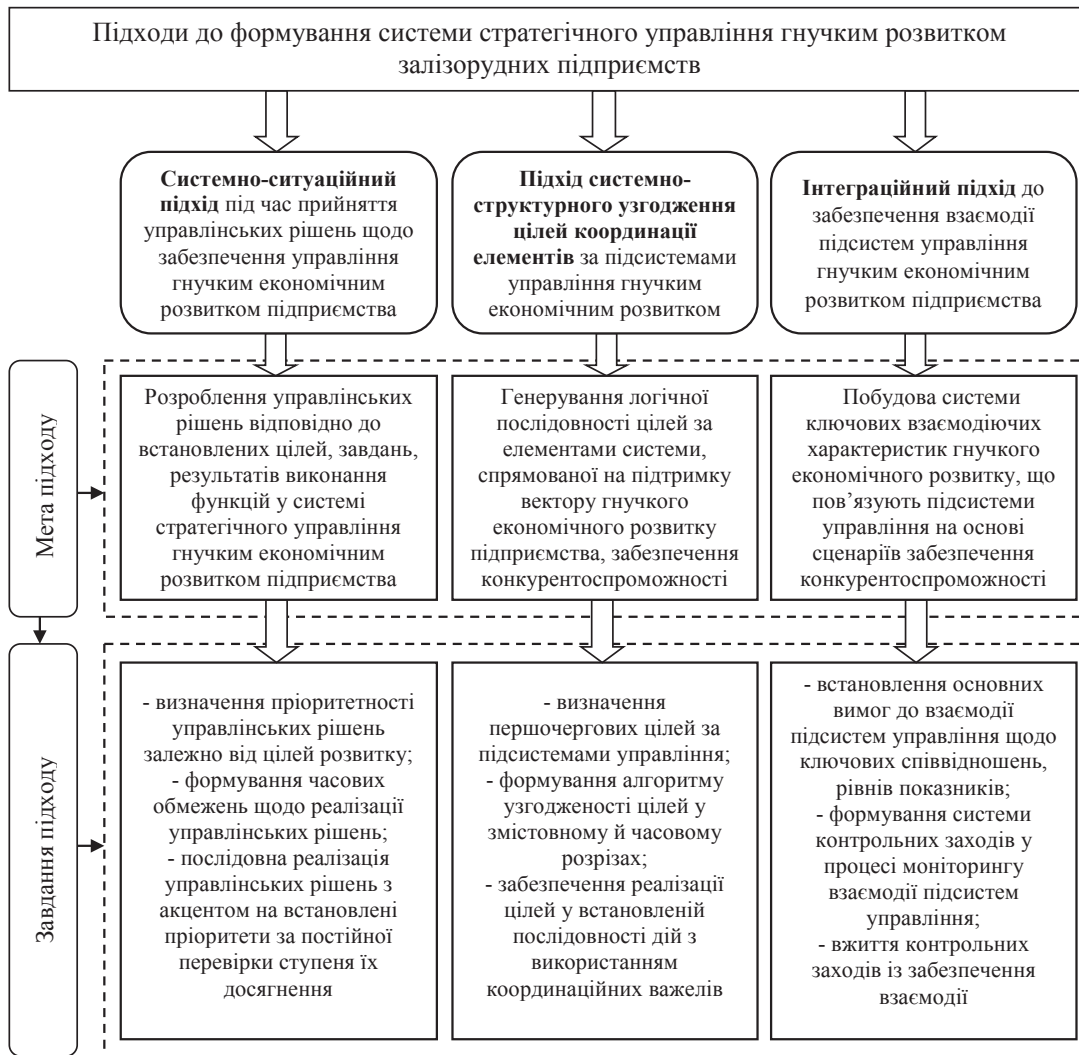 Підходи до формування системи стратегічного управління гнучким розвитком
залізорудних підприємств
Системно-ситуаційний
підхід під час прийняття
управлінських рішень щодо
забезпечення управління
гнучким економічним
розвитком підприємства
Підхід системно-
структурного узгодження
цілей координації
елементів за підсистемами
управління гнучким
економічним розвитком
Інтеграційний підхід до
забезпечення взаємодії
підсистем управління
гнучким економічним
розвитком підприємства
Мета підходу
Розроблення управлінських
рішень відповідно до
встановлених цілей, завдань,
результатів виконання
функцій у системі
стратегічного управління
гнучким економічним
розвитком підприємства
Генерування логічної
послідовності цілей за
елементами системи,
спрямованої на підтримку
вектору гнучкого
економічного розвитку
підприємства, забезпечення
конкурентоспроможності
Побудова системи
ключових взаємодіючих
характеристик гнучкого
економічного розвитку, що
пов’язують підсистеми
управління на основі
сценаріїв забезпечення
конкурентоспроможності
Завдання підходу
- визначення пріоритетності
управлінських рішень
залежно від цілей розвитку;
- формування часових
обмежень щодо реалізації
управлінських рішень;
- послідовна реалізація
управлінських рішень з
акцентом на встановлені
пріоритети за постійної
перевірки ступеня їх
досягнення
- визначення
першочергових цілей за
підсистемами управління;
- формування алгоритму
узгодженості цілей у
змістовному й часовому
розрізах;
- забезпечення реалізації
цілей у встановленій
послідовності дій з
використанням
координаційних важелів
- встановлення основних
вимог до взаємодії
підсистем управління щодо
ключових співвідношень,
рівнів показників;
- формування системи
контрольних заходів у
процесі моніторингу
взаємодії підсистем
управління;
- вжиття контрольних
заходів із забезпечення
взаємодії